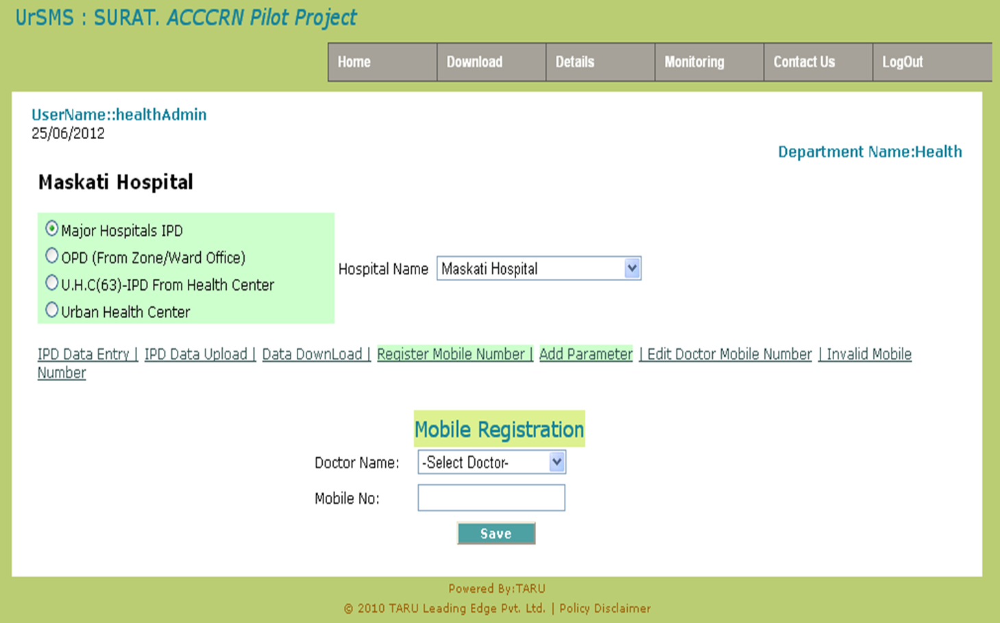 UrSMS : SURAT. ACCCRN Pilot Project
Home Download Details Monitoring Contact Us LogOut
UserName::healthAdmin
25/06/2012
Department Name:Health
Maskati Hospital
Major Hospitals IPD
OPD (From Zone/Ward Office)
U.H.C(63)-IPD From Health Center
Urban Health Center
Hospital Name Maskati Hospital
IPD Data Entry | IPD Data Upload | Data DownLoad | Register Mobile Number | Add Parameter | Edit Doctor Mobile Number | Invalid Mobile
Number
Mobile Registration
Doctor Name: -Select Doctor-
Mobile No:
Save
Powered By:TARU
© 2010 TARU Leading Edge Pvt. Ltd. | Policy Disclaimer